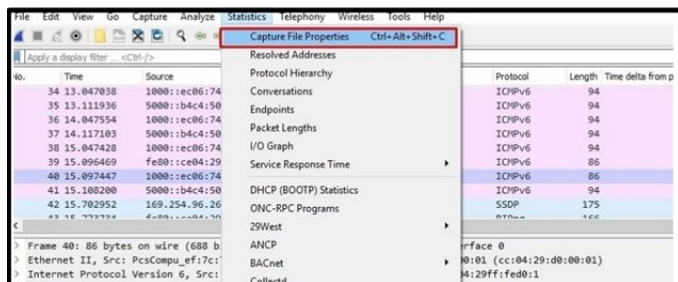 File Edit View Go Capture Analyze Statistics Telephony Wireless Tools Help
Capture File Properties Ctrl+Alt+Shift+C
Apply a display filter ... <Ctrl-/>
Resolved Addresses
Protocol Hierarchy
Conversations
Endpoints
Packet Lengths
I/O Graph
Service Response Time
DHCP (BOOTP) Statistics
ONC-RPC Programs
29West
ANCP
BACnet
Collectd
No. Time Source Protocol Length Time delta from p
34 13.047038 1000::ec06:74 ICMPv6 94
35 13.111936 5000::b4c4:50 ICMPv6 94
36 14.047554 1000::ec06:74 ICMPv6 94
37 14.117103 5000::b4c4:50 ICMPv6 94
38 15.047428 1000::ec06:74 ICMPv6 94
39 15.096469 fe80::ce04:29 ICMPv6 86
40 15.097447 1000::ec06:74 ICMPv6 86
41 15.108200 5000::b4c4:50 ICMPv6 94
42 15.702952 169.254.96.26 SSDP 175
Frame 40: 86 bytes on wire (688 b erface 0
Ethernet II, Src: PcsCompu_ef:7c: 00:01 (cc:04:29:d0:00:01)
Internet Protocol Version 6, Src: 04:29ff:fed0:1